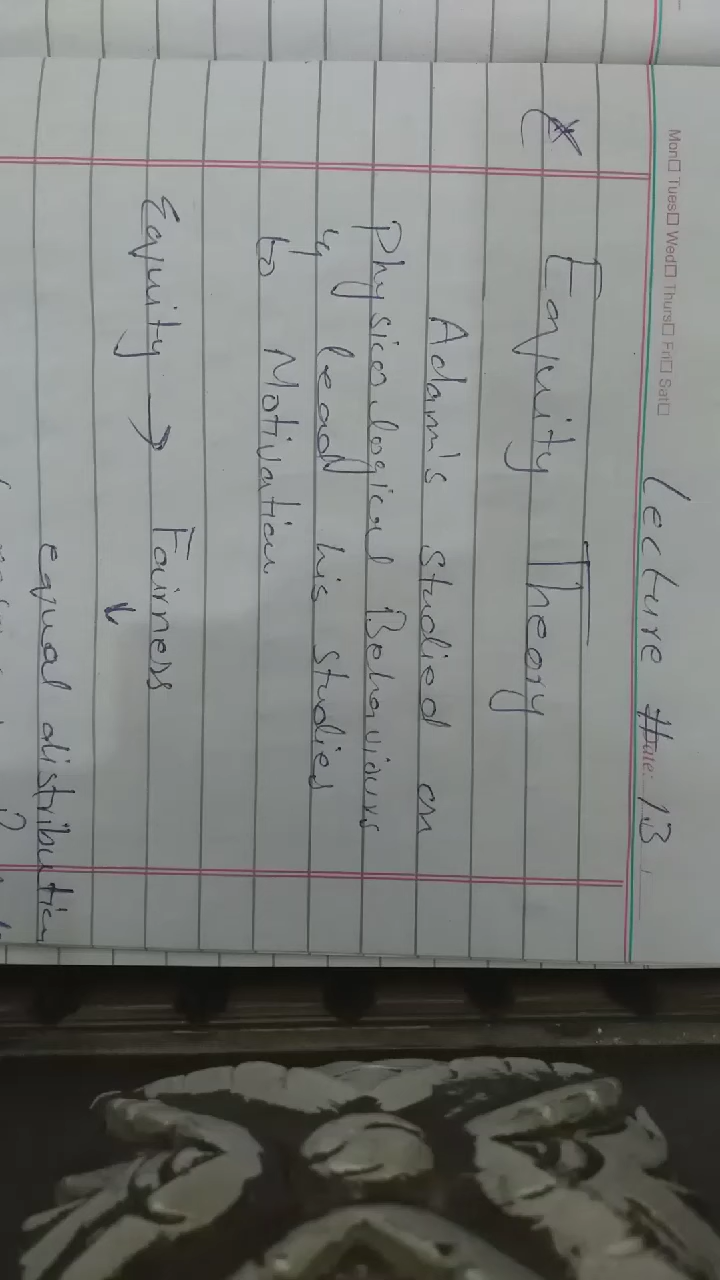 Mon Tues Wed Thurs Fri Sat
Lecture # 13
Date:
Equity Theory
Adam's studied on
Physicological Behaviours
& lead his studies
to Motivation
Equity → Fairness
↓
equal distribution